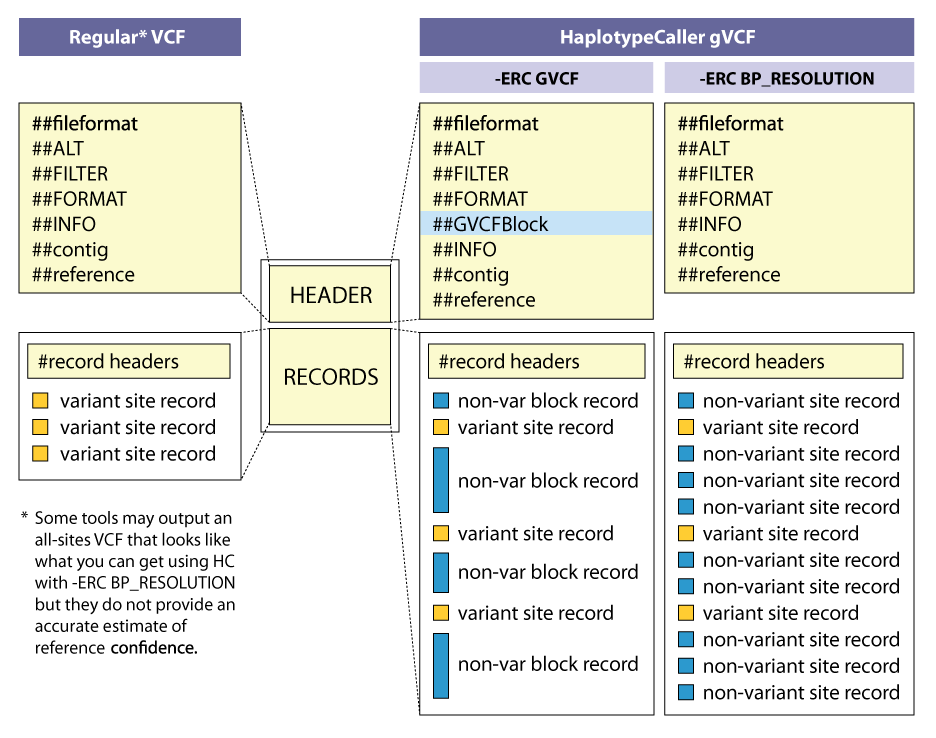 Regular* VCF
##fileformat
##ALT
##FILTER
##FORMAT
##INFO
##contig
##reference
#record headers
variant site record
variant site record
variant site record
* Some tools may output an
all-sites VCF that looks like
what you can get using HC
with -ERC BP_RESOLUTION
but they do not provide an
accurate estimate of
reference confidence.
HEADER
RECORDS
HaplotypeCaller gVCF
-ERC GVCF
##fileformat
##ALT
##FILTER
##FORMAT
##GVCFBlock
##INFO
##contig
##reference
#record headers
non-var block record
variant site record
non-var block record
variant site record
non-var block record
variant site record
non-var block record
-ERC BP_RESOLUTION
##fileformat
##ALT
##FILTER
##FORMAT
##INFO
##contig
##reference
#record headers
non-variant site record
variant site record
non-variant site record
non-variant site record
non-variant site record
variant site record
non-variant site record
non-variant site record
variant site record
non-variant site record
non-variant site record
non-variant site record